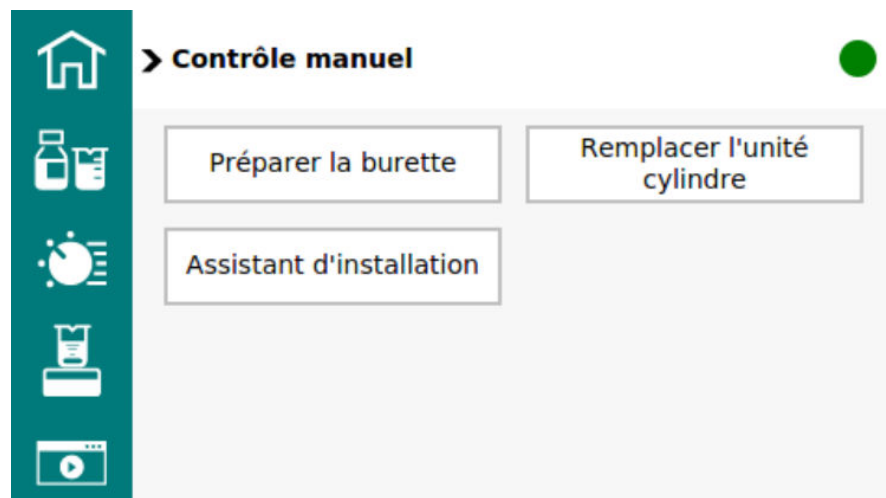 Contrôle manuel
Préparer la burette
Remplacer l'unité
cylindre
Assistant d'installation